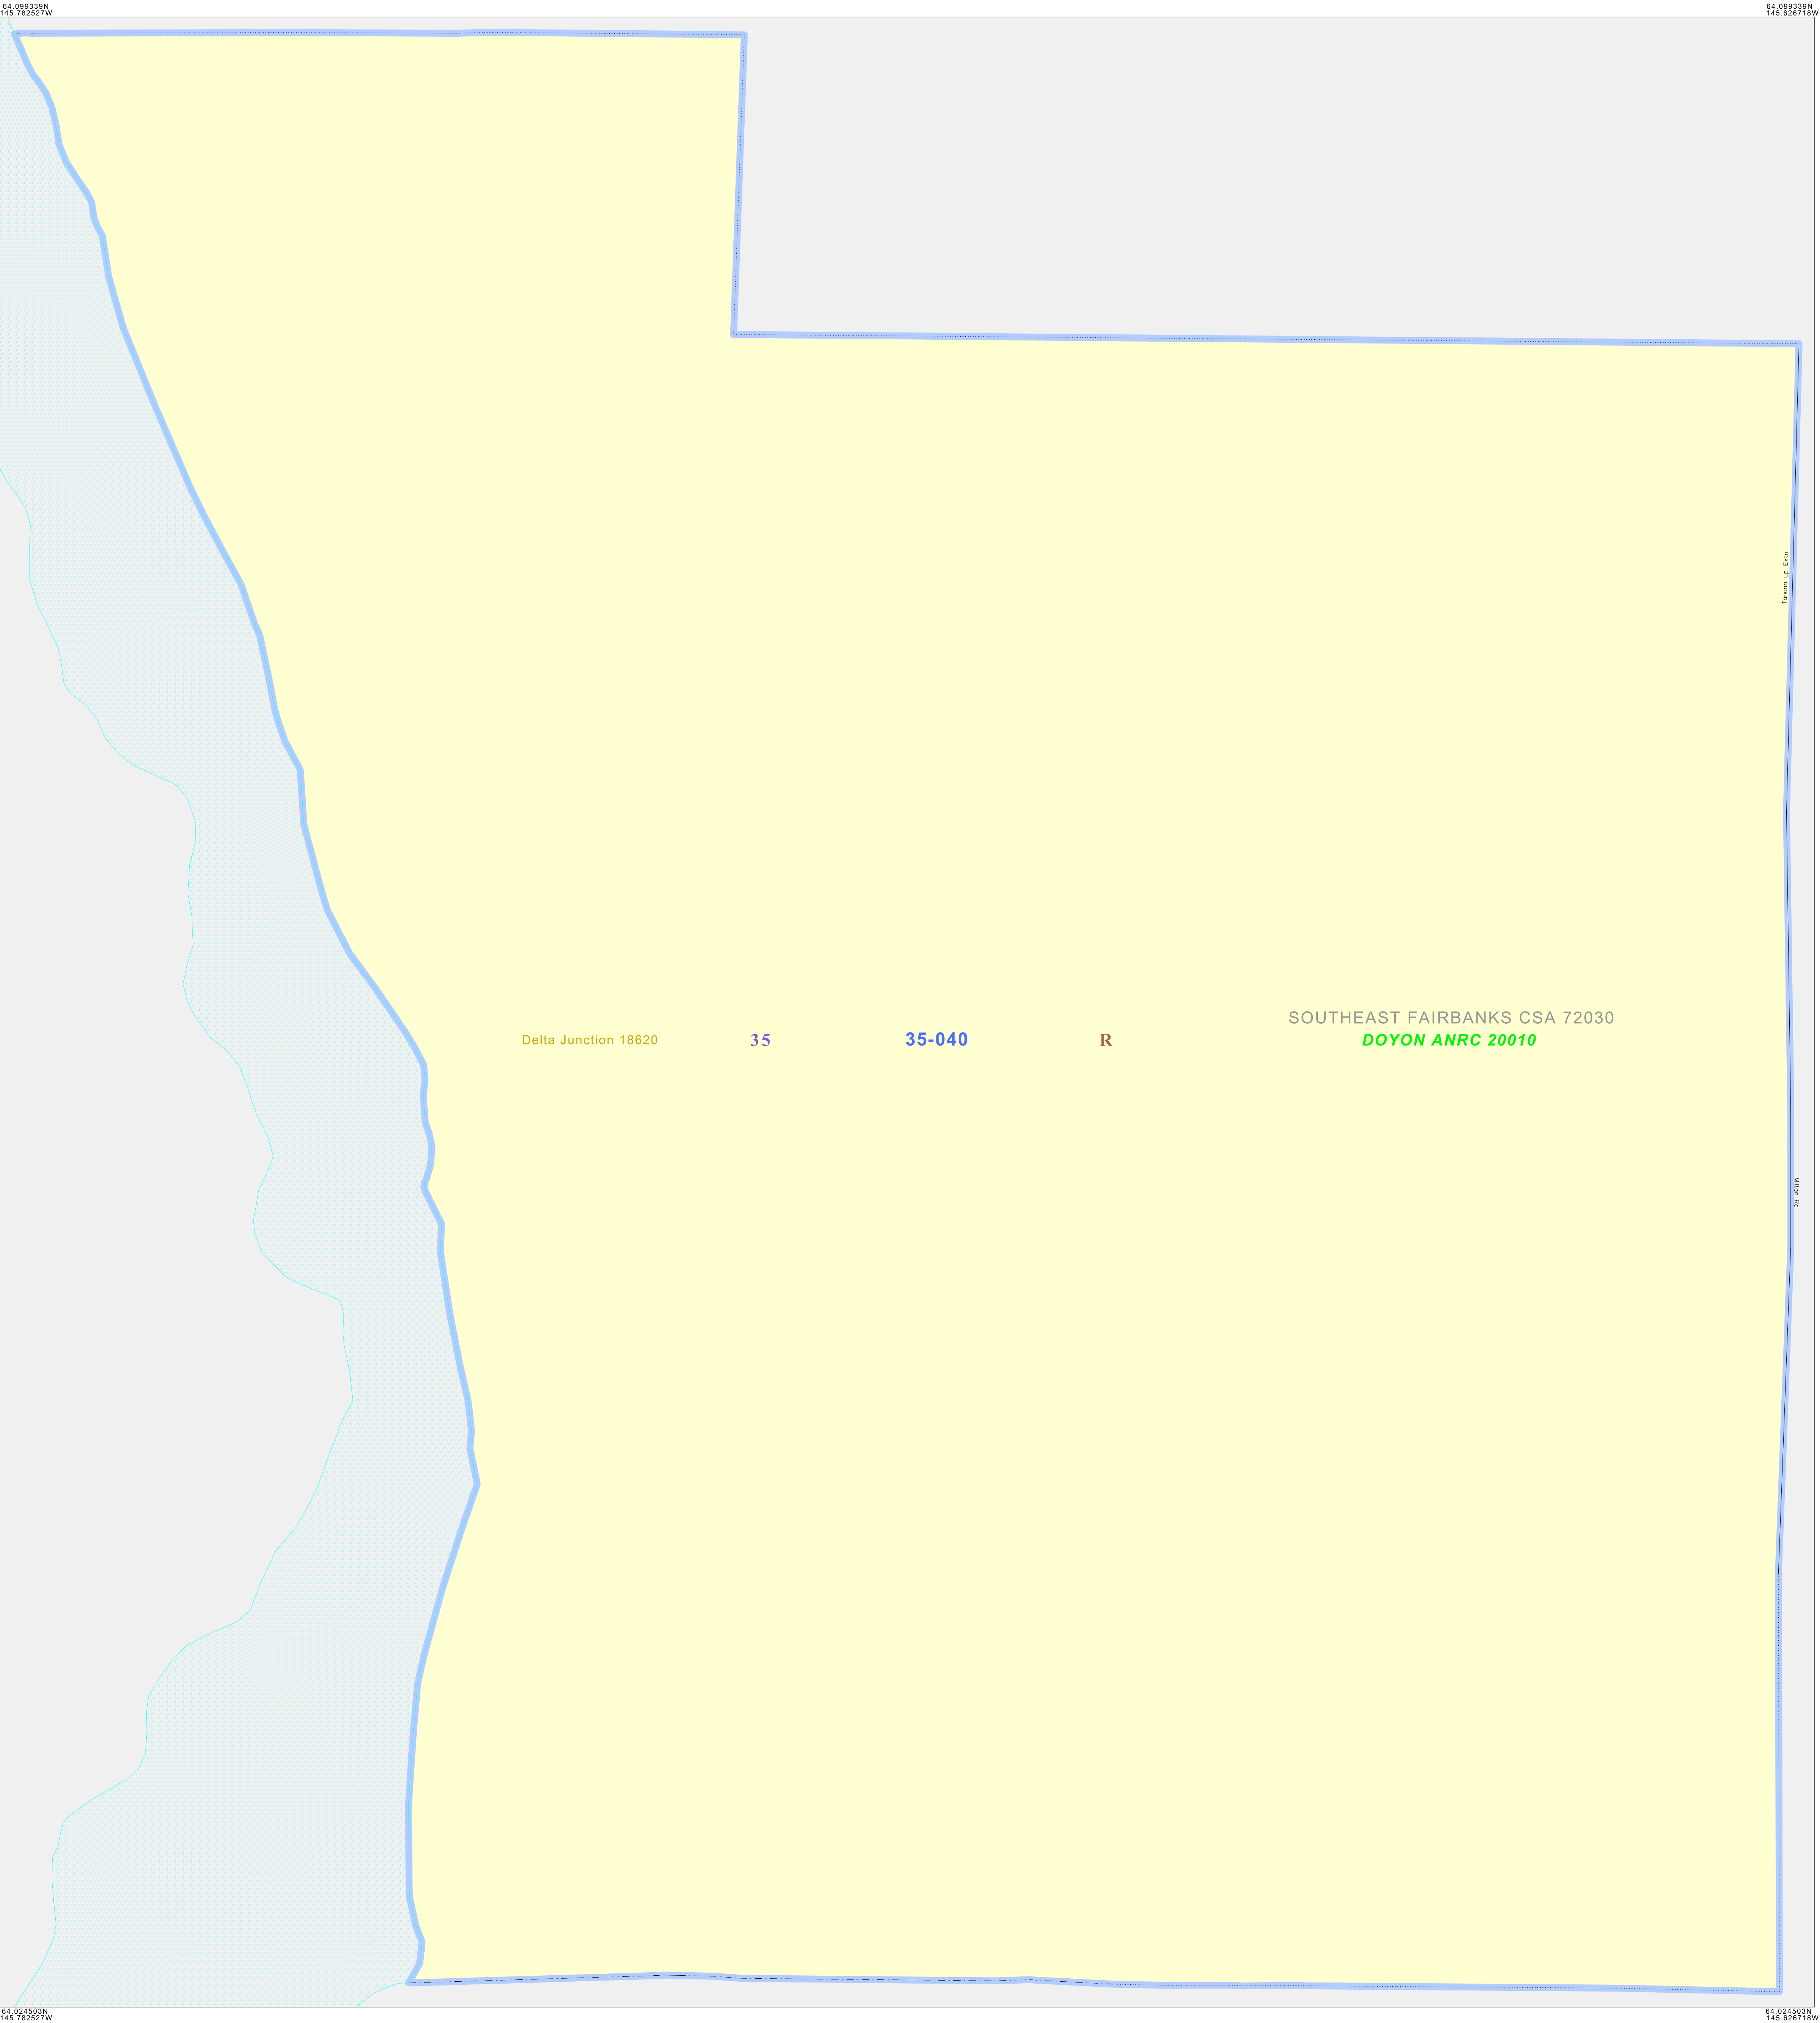 64.099339N
145.782527W
64.099339N
145.626718W
Tanana Lp Extn
SOUTHEAST FAIRBANKS CSA 72030
Delta Junction 18620
35
35-040
R
DOYON ANRC 20010
Milton Rd
64.024503N
145.782527W
64.024503N
145.626718W